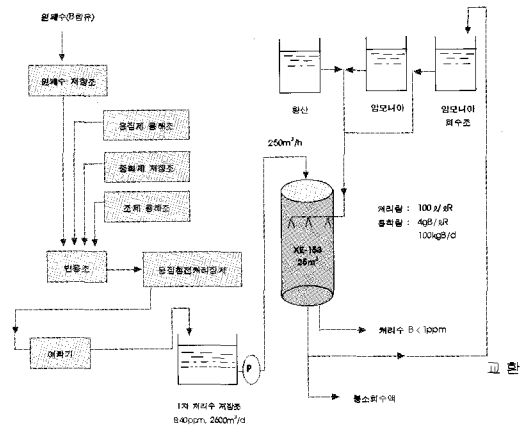 원폐수(B함유)
원폐수 저장조
응집제 용해조
중화제 저장조
조제 용해조
반응조
응집침전처리장치
여과기
P
1차 처리수 저장조
B40ppm, 2600m³/d
250m³/h
황산
암모니아
암모니아
회수조
XE-153
25m³
처리량 : 100ℓ/ℓR
흡착량 : 4gB/ℓR
100kgB/d
처리수 B < 1ppm
붕소회수액
교환